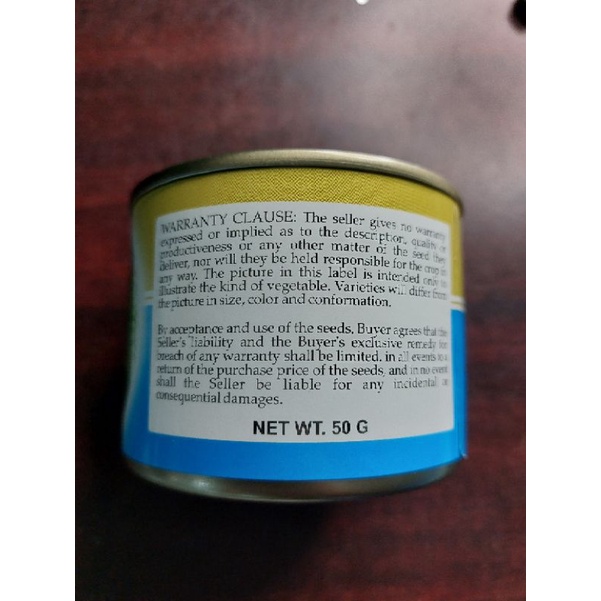 WARRANTY CLAUSE: The seller gives no warranty
expressed or implied as to the description, quality or
productiveness or any other matter of the seed they
deliver, nor will they be held responsible for the crop in
any way. The picture in this label is intended only to
illustrate the kind of vegetable. Varieties will differ from
the picture in size, color and conformation.
By acceptance and use of the seeds, Buyer agrees that the
Seller's liability and the Buyer's exclusive remedy for
breach of any warranty shall be limited, in all events to a
return of the purchase price of the seeds, and in no event
shall the Seller be liable for any incidental or
consequential damages.
NET WT. 50 G